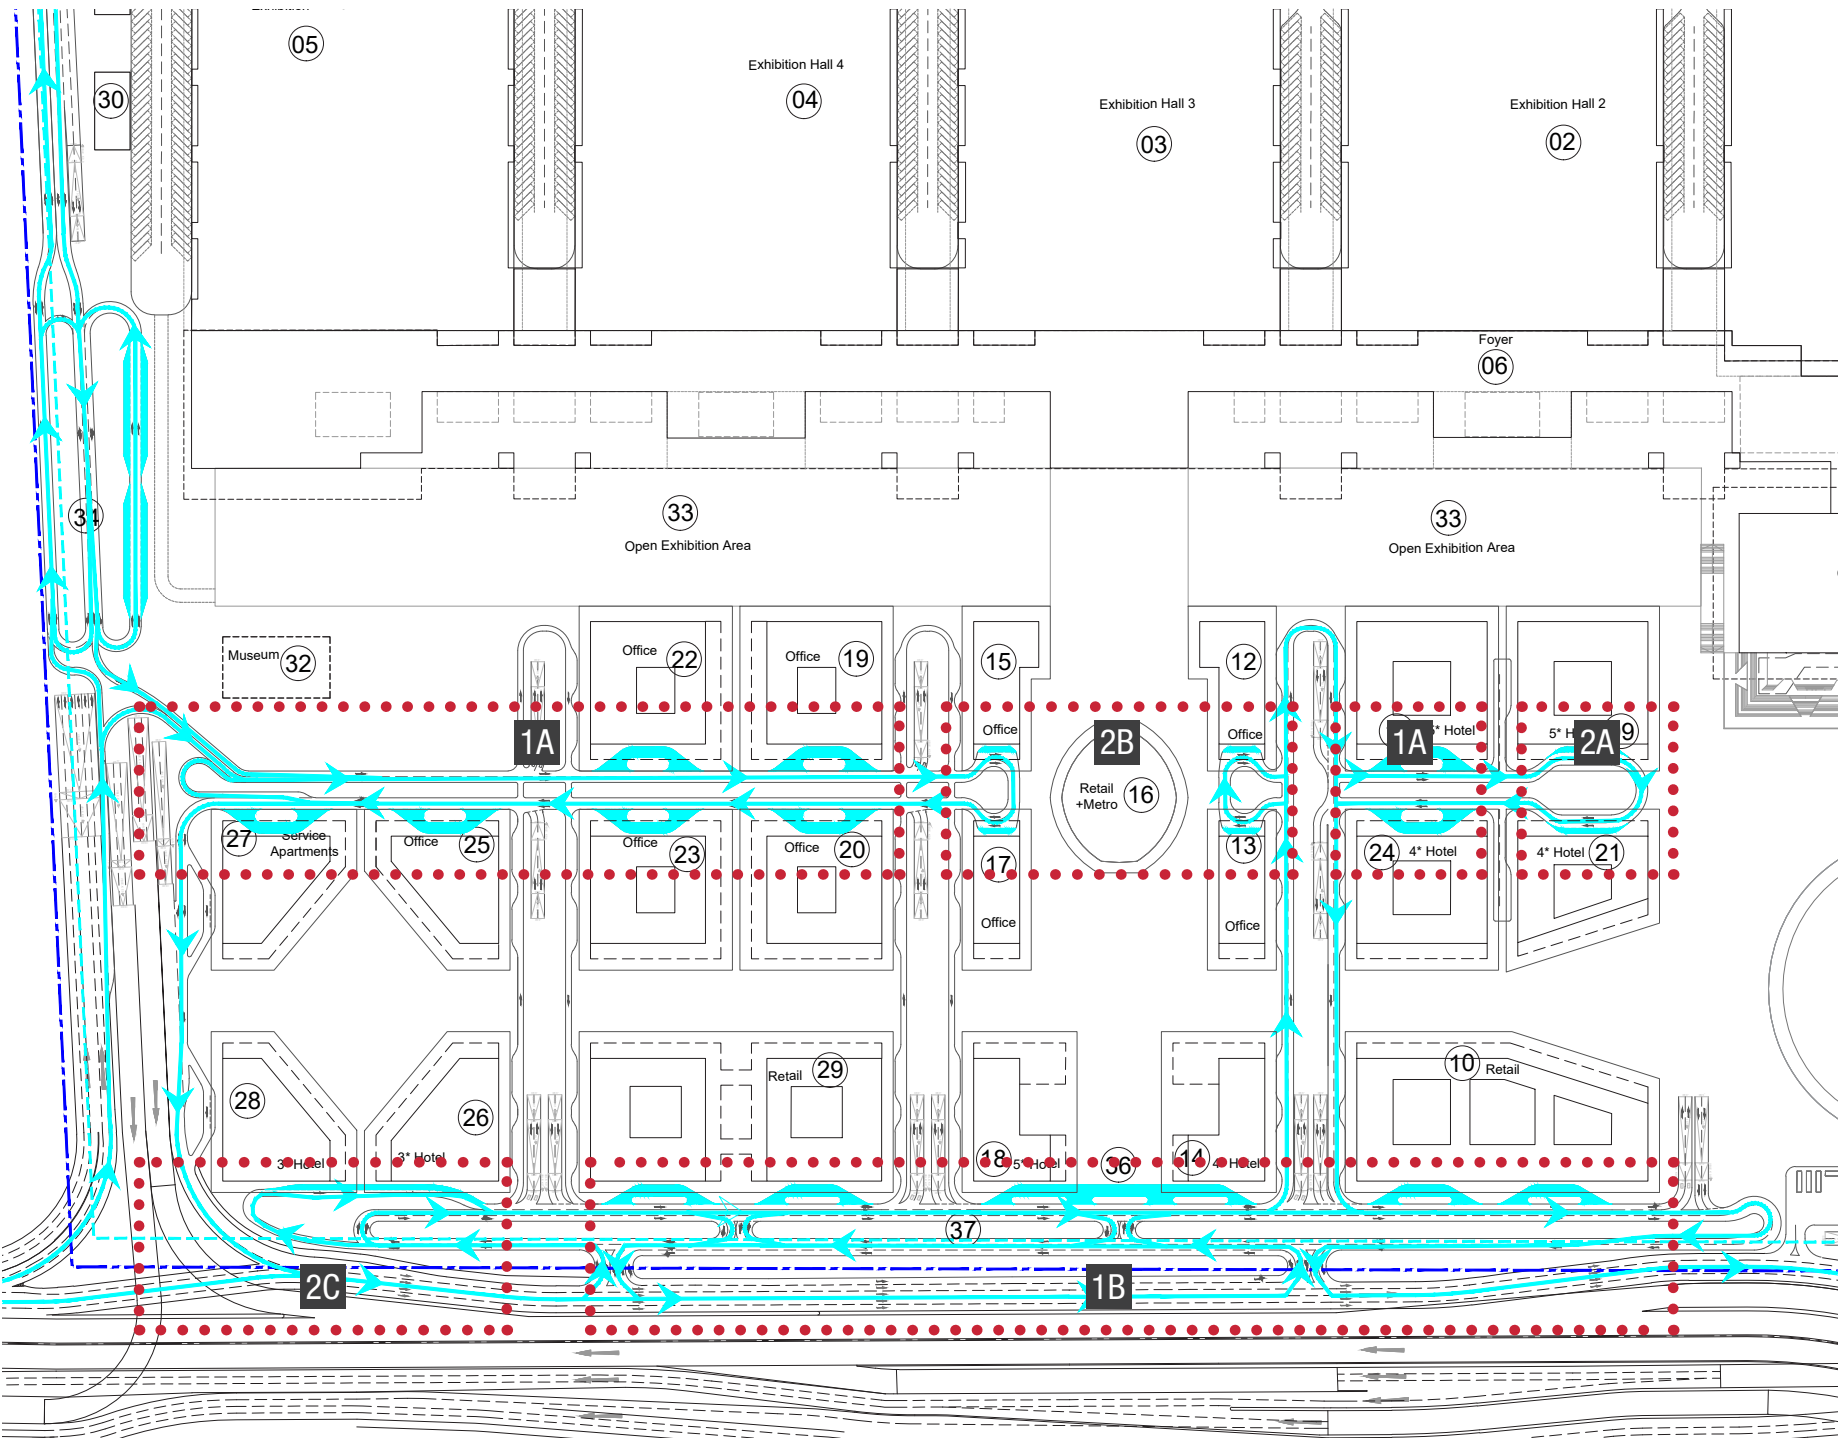 05
30
Exhibition Hall 4
04
Exhibition Hall 3
03
Exhibition Hall 2
02
Foyer
06
34
33
Open Exhibition Area
33
Open Exhibition Area
Museum
32
Office
22
Office
19
15
Office
12
Office
1A
2B
1A
5* Hotel
2A
Retail
+Metro
16
27
Service
Apartments
Office
25
Office
23
Office
20
17
Office
13
Office
24
4* Hotel
4* Hotel
21
28
3* Hotel
26
3* Hotel
Retail
29
18
5* Hotel
36
14
4* Hotel
10
Retail
37
2C
1B